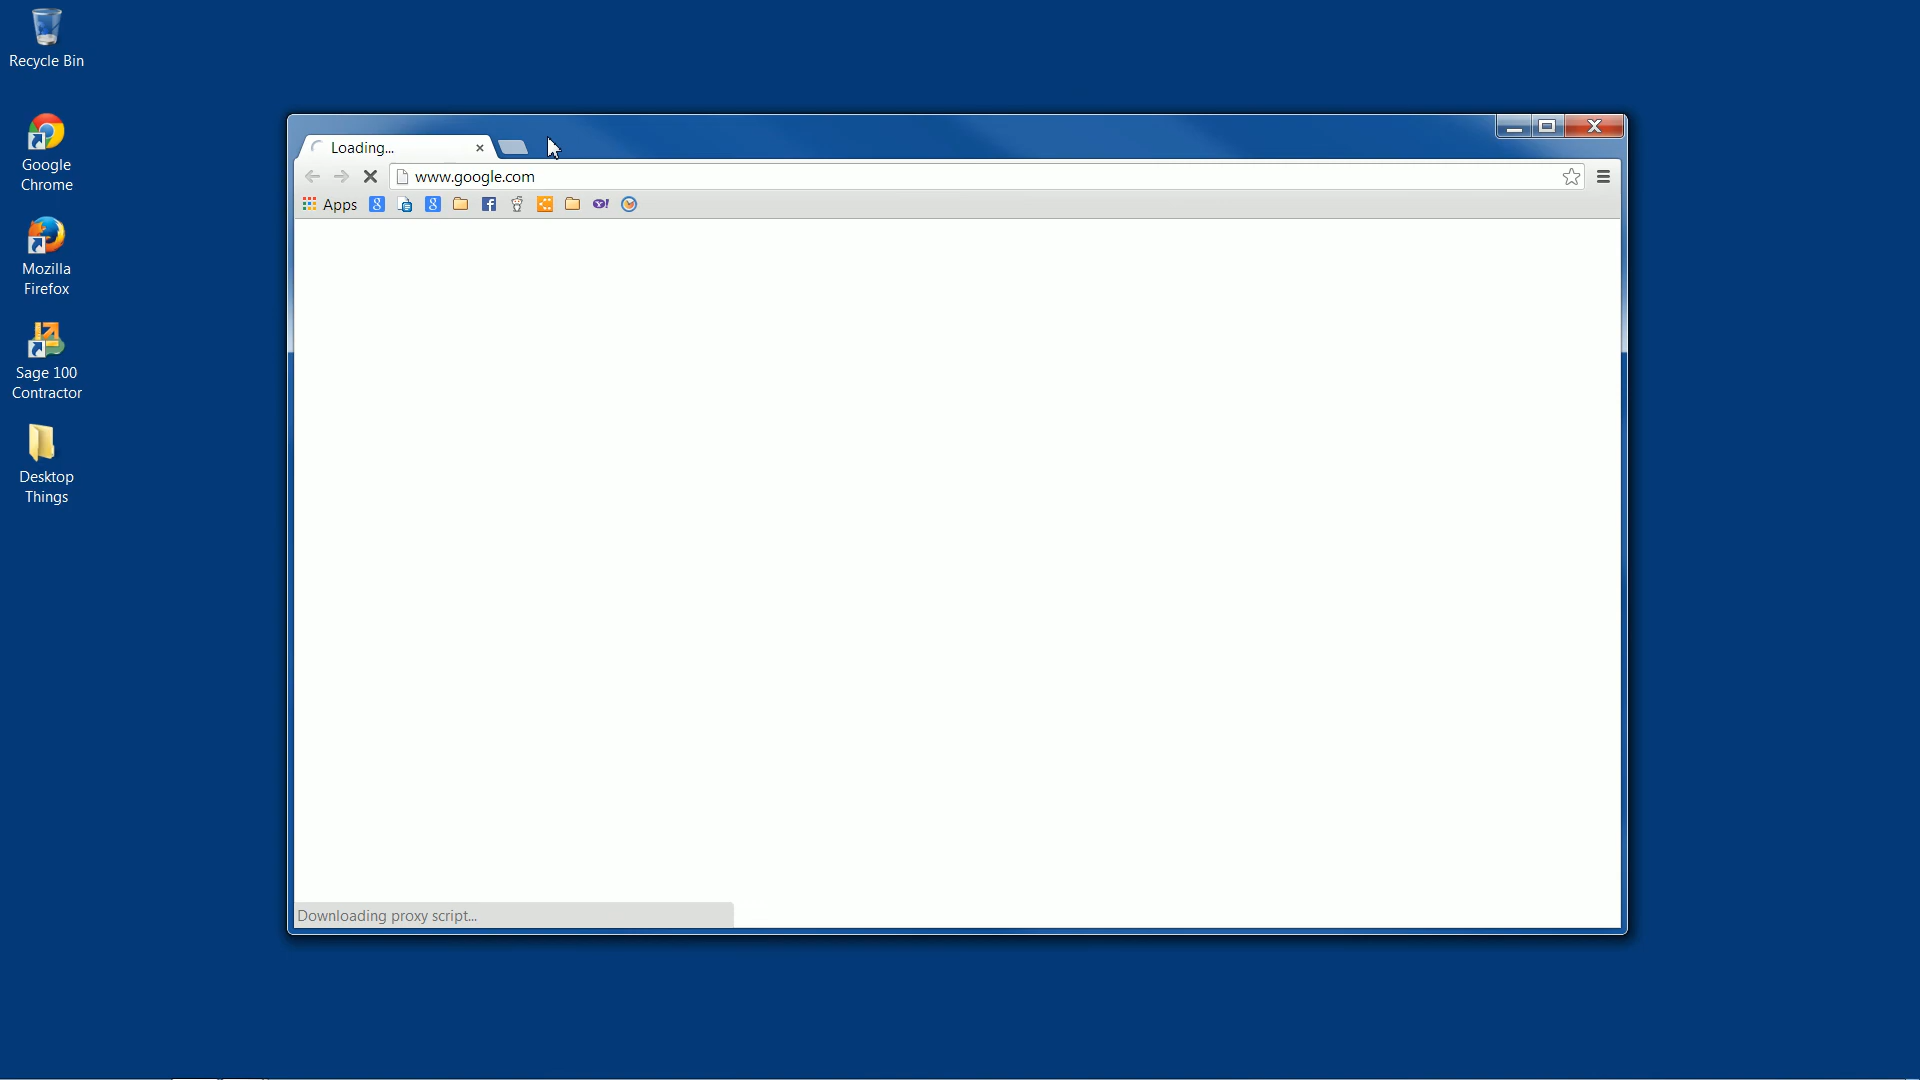 Recycle Bin
Google
Chrome
Mozilla
Firefox
Sage 100
Contractor
Desktop
Things
Loading...
www.google.com
Apps
Downloading proxy script...